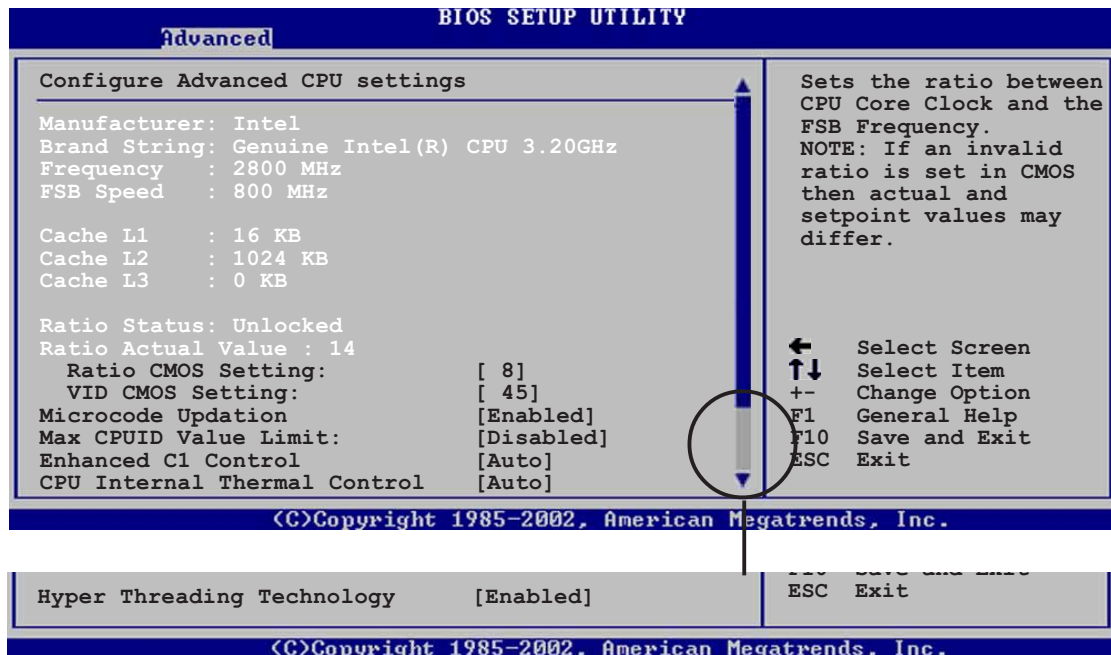 BIOS SETUP UTILITY
Advanced
Configure Advanced CPU settings
Manufacturer: Intel
Brand String: Genuine Intel(R) CPU 3.20GHz
Frequency : 2800 MHz
FSB Speed : 800 MHz
Cache L1 : 16 KB
Cache L2 : 1024 KB
Cache L3 : 0 KB
Ratio Status: Unlocked
Ratio Actual Value : 14
Ratio CMOS Setting: [ 8]
VID CMOS Setting: [ 45]
Microcode Updation [Enabled]
Max CPUID Value Limit: [Disabled]
Enhanced C1 Control [Auto]
CPU Internal Thermal Control [Auto]
Sets the ratio between
CPU Core Clock and the
FSB Frequency.
NOTE: If an invalid
ratio is set in CMOS
then actual and
setpoint values may
differ.
← Select Screen
↑↓ Select Item
+- Change Option
F1 General Help
F10 Save and Exit
ESC Exit
(C)Copyright 1985-2002, American Megatrends, Inc.
Hyper Threading Technology [Enabled]
F10 Save and Exit
ESC Exit
(C)Copyright 1985-2002, American Megatrends, Inc.